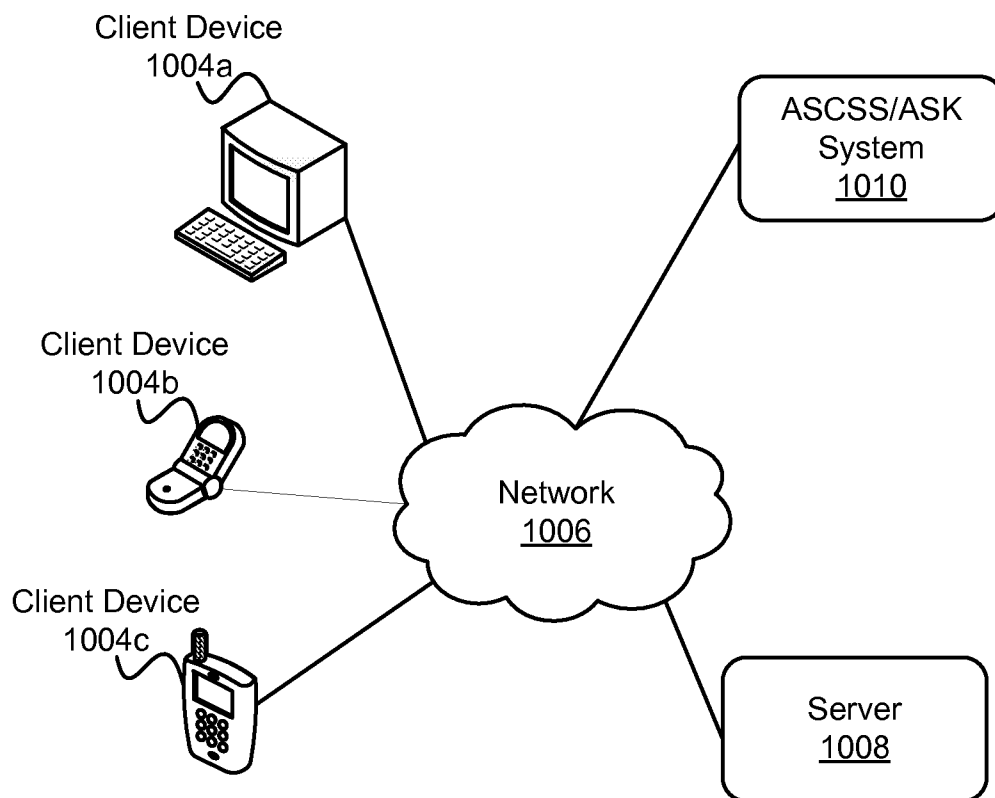 Client Device
1004a
ASCSS/ASK
System
1010
Client Device
1004b
Network
1006
Client Device
1004c
Server
1008